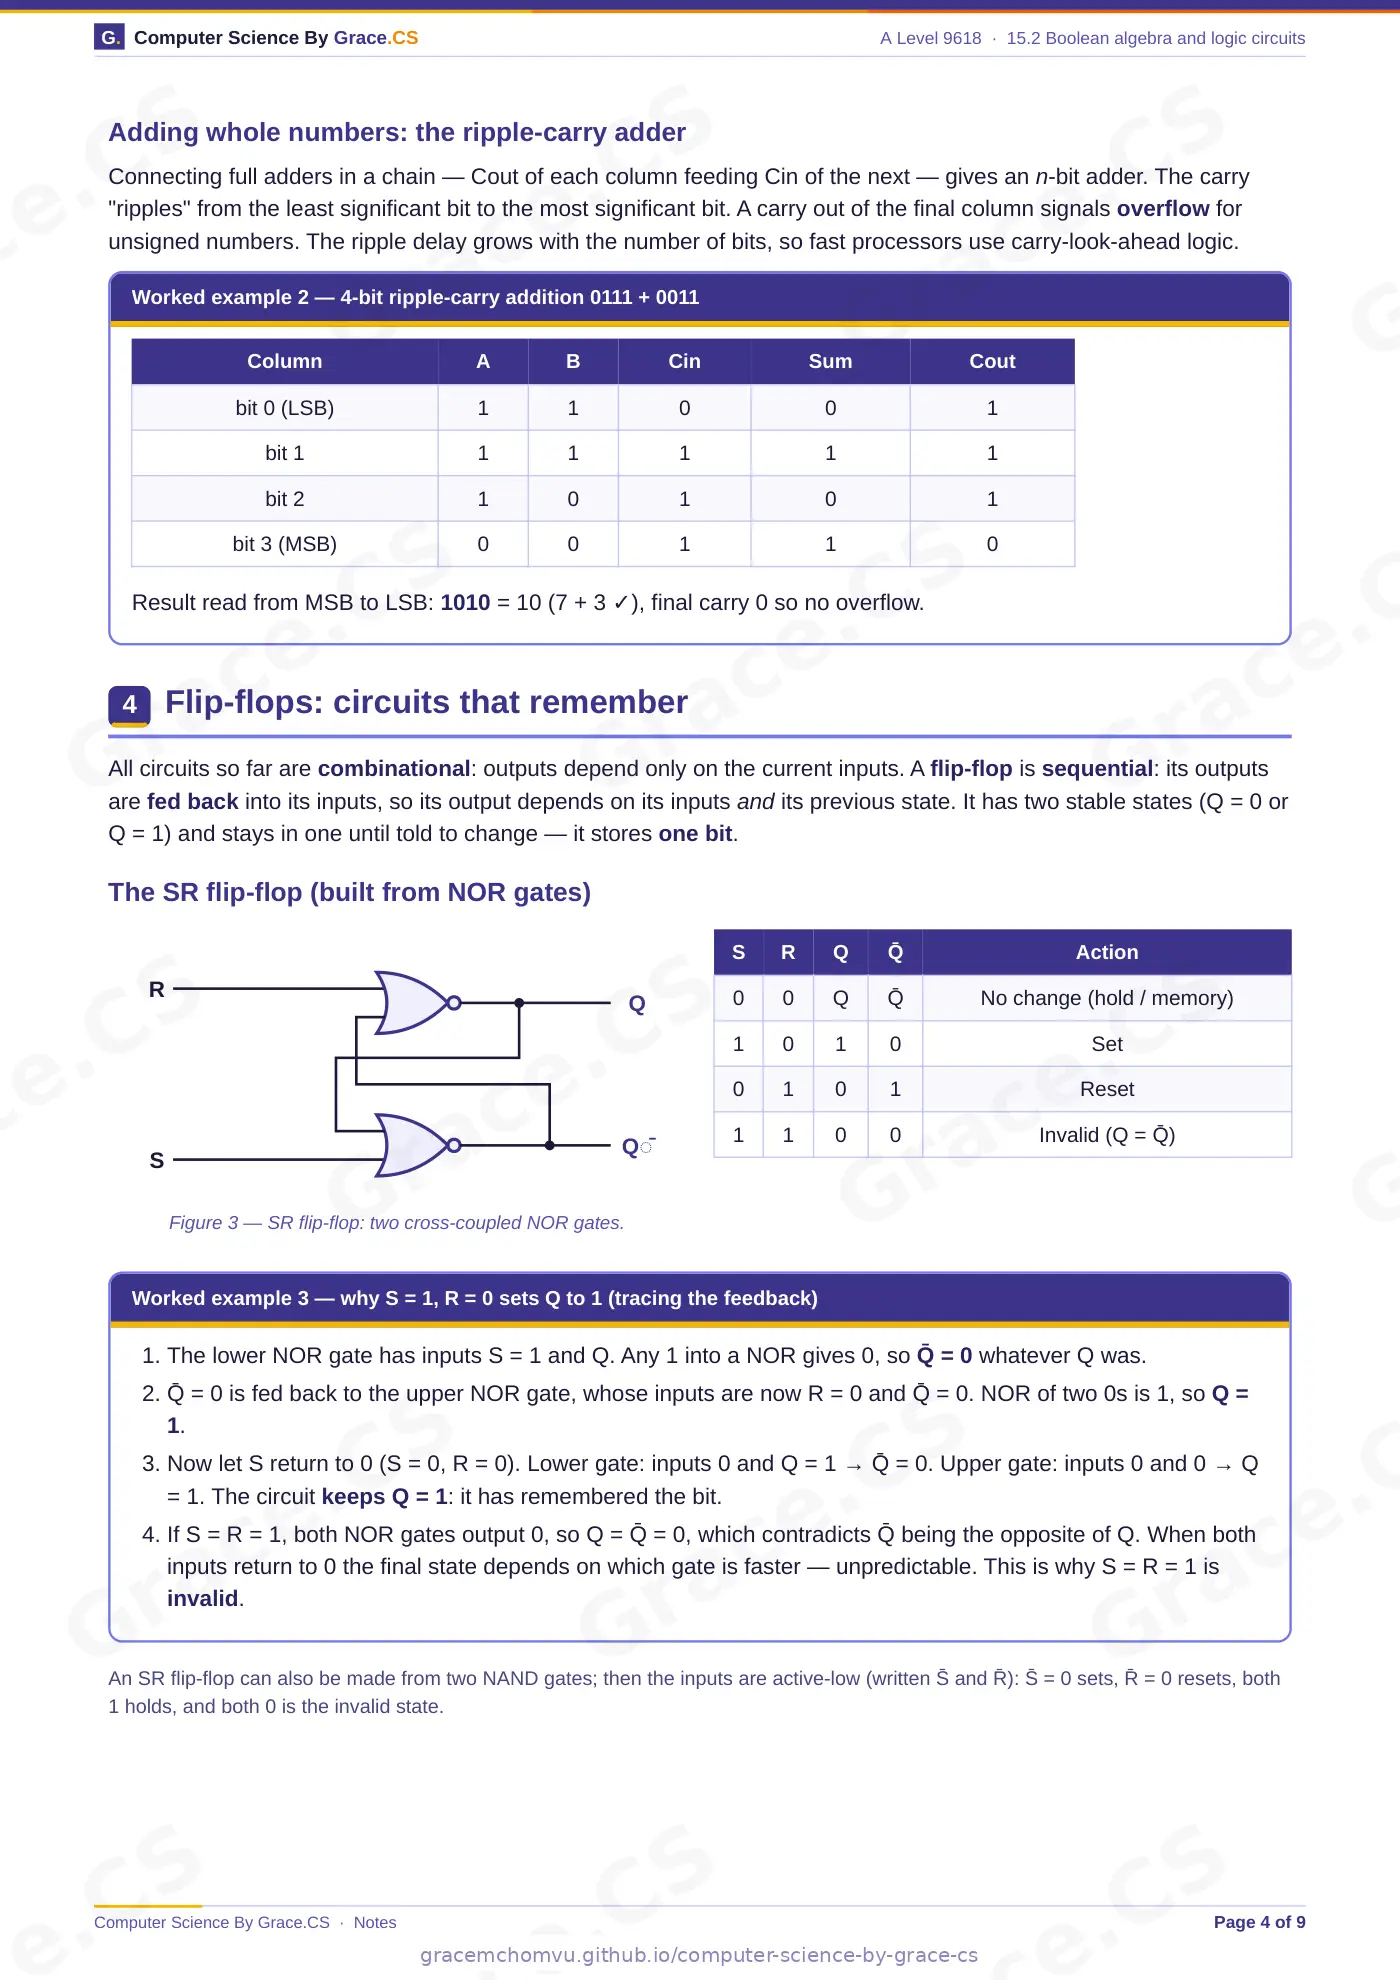 G. Computer Science By Grace.CS
A Level 9618 · 15.2 Boolean algebra and logic circuits
Adding whole numbers: the ripple-carry adder
Connecting full adders in a chain — Cout of each column feeding Cin of the next — gives an n-bit adder. The carry
"ripples" from the least significant bit to the most significant bit. A carry out of the final column signals overflow for
unsigned numbers. The ripple delay grows with the number of bits, so fast processors use carry-look-ahead logic.
Worked example 2 — 4-bit ripple-carry addition 0111 + 0011
Column A B Cin Sum Cout
bit 0 (LSB) 1 1 0 0 1
bit 1 1 1 1 1 1
bit 2 1 0 1 0 1
bit 3 (MSB) 0 0 1 1 0
Result read from MSB to LSB: 1010 = 10 (7 + 3 ✓), final carry 0 so no overflow.
4 Flip-flops: circuits that remember
All circuits so far are combinational: outputs depend only on the current inputs. A flip-flop is sequential: its outputs
are fed back into its inputs, so its output depends on its inputs and its previous state. It has two stable states (Q = 0 or
Q = 1) and stays in one until told to change — it stores one bit.
The SR flip-flop (built from NOR gates)
R
Q
S
Q◌̄
Figure 3 — SR flip-flop: two cross-coupled NOR gates.
S R Q Q̄ Action
0 0 Q Q̄ No change (hold / memory)
1 0 1 0 Set
0 1 0 1 Reset
1 1 0 0 Invalid (Q = Q̄)
Worked example 3 — why S = 1, R = 0 sets Q to 1 (tracing the feedback)
1. The lower NOR gate has inputs S = 1 and Q. Any 1 into a NOR gives 0, so Q̄ = 0 whatever Q was.
2. Q̄ = 0 is fed back to the upper NOR gate, whose inputs are now R = 0 and Q̄ = 0. NOR of two 0s is 1, so Q =
1.
3. Now let S return to 0 (S = 0, R = 0). Lower gate: inputs 0 and Q = 1 → Q̄ = 0. Upper gate: inputs 0 and 0 → Q
= 1. The circuit keeps Q = 1: it has remembered the bit.
4. If S = R = 1, both NOR gates output 0, so Q = Q̄ = 0, which contradicts Q̄ being the opposite of Q. When both
inputs return to 0 the final state depends on which gate is faster — unpredictable. This is why S = R = 1 is
invalid.
An SR flip-flop can also be made from two NAND gates; then the inputs are active-low (written S̄ and R̄): S̄ = 0 sets, R̄ = 0 resets, both
1 holds, and both 0 is the invalid state.
Computer Science By Grace.CS · Notes
Page 4 of 9
gracemchomvu.github.io/computer-science-by-grace-cs